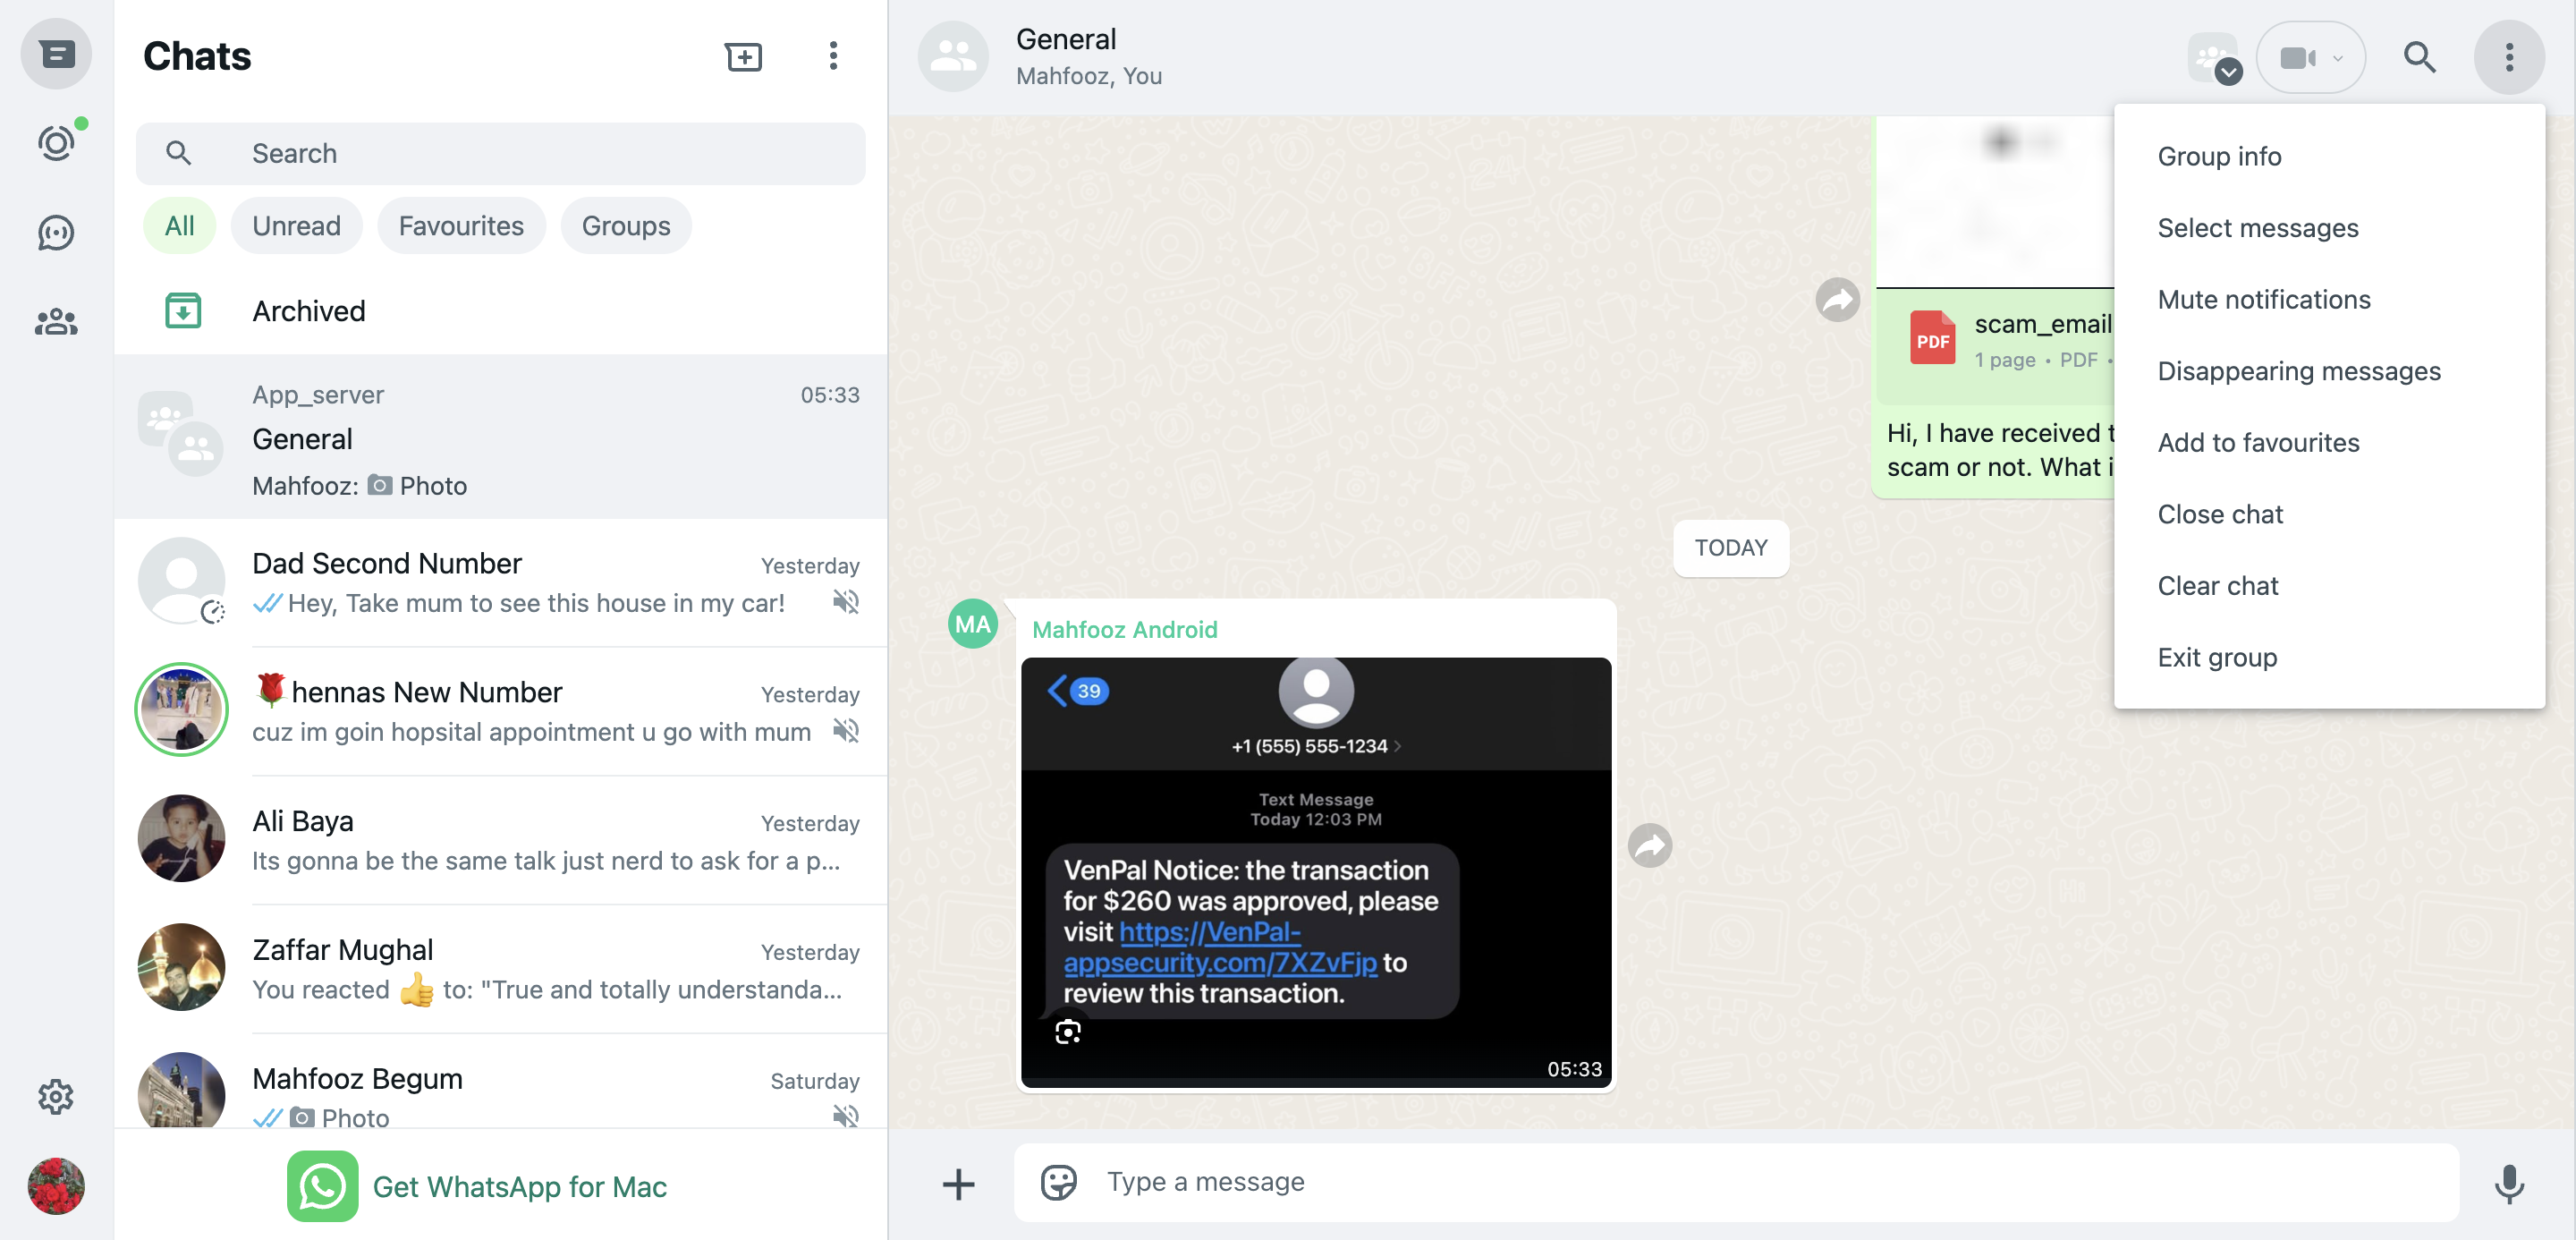 Chats
Search
All
Unread
Favourites
Groups
Archived
App_server
05:33
General
Mahfooz: Photo
Dad Second Number
Yesterday
Hey, Take mum to see this house in my car!
🌹hennas New Number
Yesterday
cuz im goin hopsital appointment u go with mum
Ali Baya
Yesterday
Its gonna be the same talk just nerd to ask for a p...
Zaffar Mughal
Yesterday
You reacted 👍 to: "True and totally understanda...
Mahfooz Begum
Saturday
Photo
Get WhatsApp for Mac
General
Mahfooz, You
PDF
scam_email
1 page • PDF •
Hi, I have received
scam or not. What
TODAY
MA
Mahfooz Android
39
+1 (555) 555-1234
Text Message
Today 12:03 PM
VenPal Notice: the transaction
for $260 was approved, please
visit https://VenPal-
appsecurity.com/7XZvFjp to
review this transaction.
05:33
Type a message
Group info
Select messages
Mute notifications
Disappearing messages
Add to favourites
Close chat
Clear chat
Exit group